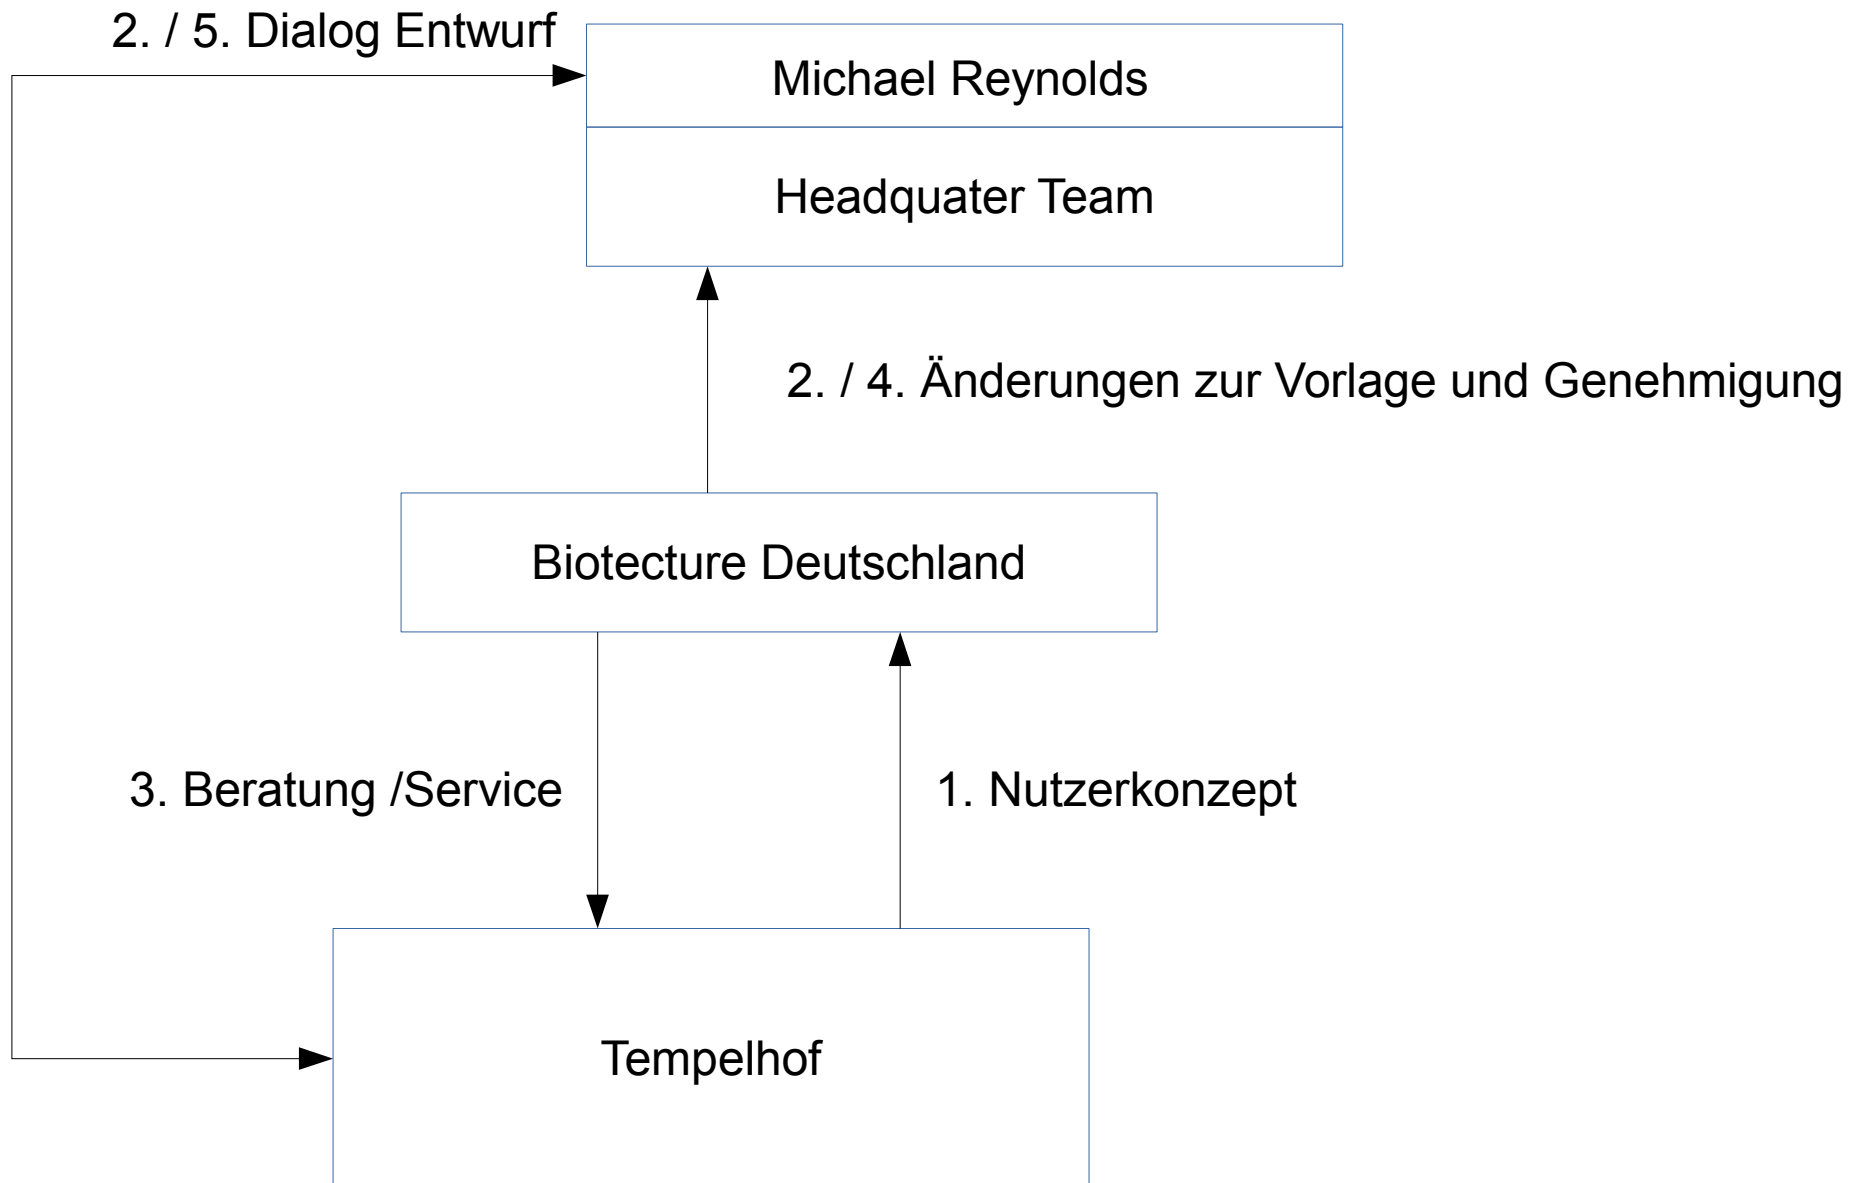 2. / 5. Dialog Entwurf
Michael Reynolds
Headquater Team
2. / 4. Änderungen zur Vorlage und Genehmigung
Biotecture Deutschland
3. Beratung /Service
1. Nutzerkonzept
Tempelhof